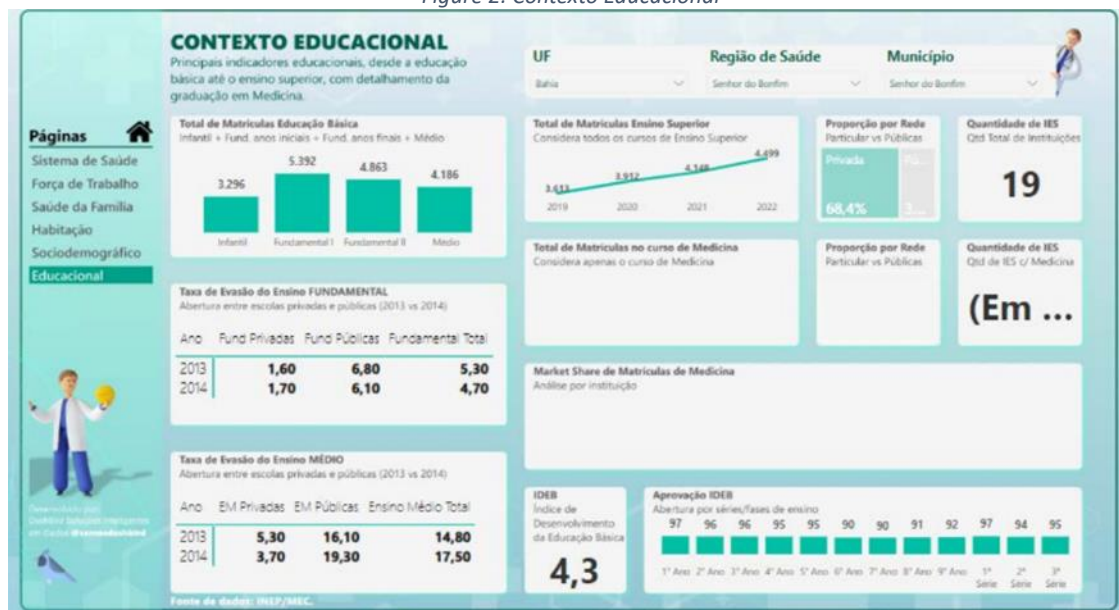 Figure 2. Contexto Educacional
CONTEXTO EDUCACIONAL
Principais indicadores educacionais, desde a educação
básica até o ensino superior, com detalhamento da
graduação em Medicina.
UF
Bahia
Região de Saúde
Senhor do Bonfim
Município
Senhor do Bonfim
Páginas
Sistema de Saúde
Força de Trabalho
Saúde da Família
Habitação
Sociodemográfico
Educacional
Total de Matrículas Educação Básica
Infantil + Fund. anos iniciais + Fund. anos finais + Médio
3.296 5.392 4.863 4.186
Infantil Fundamental I Fundamental II Médio
Total de Matrículas Ensino Superior
Considera todos os cursos de Ensino Superior
3.613 3.912 4.148 4.499
2019 2020 2021 2022
Proporção por Rede
Particular vs Públicas
Privada Pú...
68,4% 3...
Quantidade de IES
Qtd Total de Instituições
19
Total de Matrículas no curso de Medicina
Considera apenas o curso de Medicina
Proporção por Rede
Particular vs Públicas
Quantidade de IES
Qtd de IES c/ Medicina
(Em ...
Taxa de Evasão do Ensino FUNDAMENTAL
Abertura entre escolas privadas e públicas (2013 vs 2014)
Ano Fund Privadas Fund Públicas Fundamental Total
2013 1,60 6,80 5,30
2014 1,70 6,10 4,70
Market Share de Matrículas de Medicina
Análise por instituição
Taxa de Evasão do Ensino MÉDIO
Abertura entre escolas privadas e públicas (2013 vs 2014)
Ano EM Privadas EM Públicas Ensino Médio Total
2013 5,30 16,10 14,80
2014 3,70 19,30 17,50
IDEB
Índice de
Desenvolvimento
da Educação Básica
4,3
Aprovação IDEB
Abertura por séries/fases de ensino
97 96 96 95 95 90 90 91 92 97 94 95
1º Ano 2º Ano 3º Ano 4º Ano 5º Ano 6º Ano 7º Ano 8º Ano 9º Ano 1ª Série 2ª Série 3ª Série
Desenvolvido por:
em Dados
Fonte de dados: INEP/MEC.